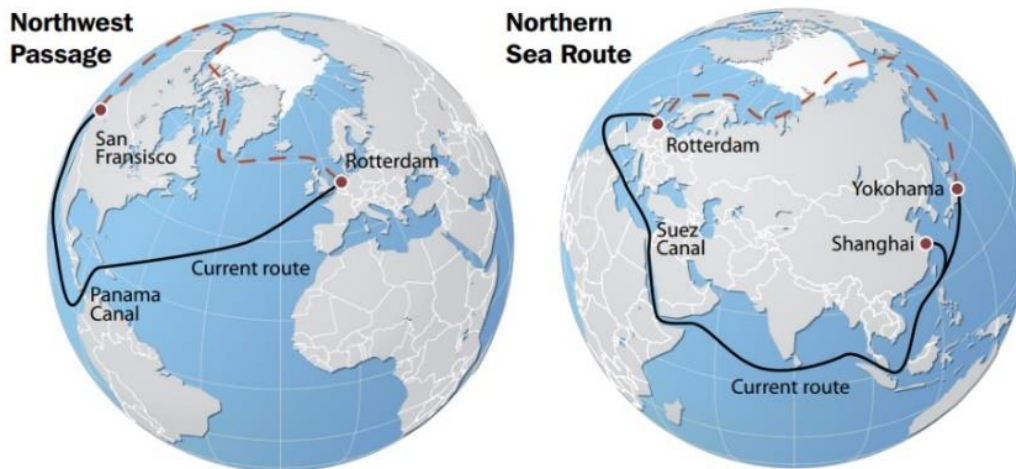 Northwest
Passage
San
Fransisco
Rotterdam
Current route
Panama
Canal
Northern
Sea Route
Rotterdam
Yokohama
Suez
Canal
Shanghai
Current route